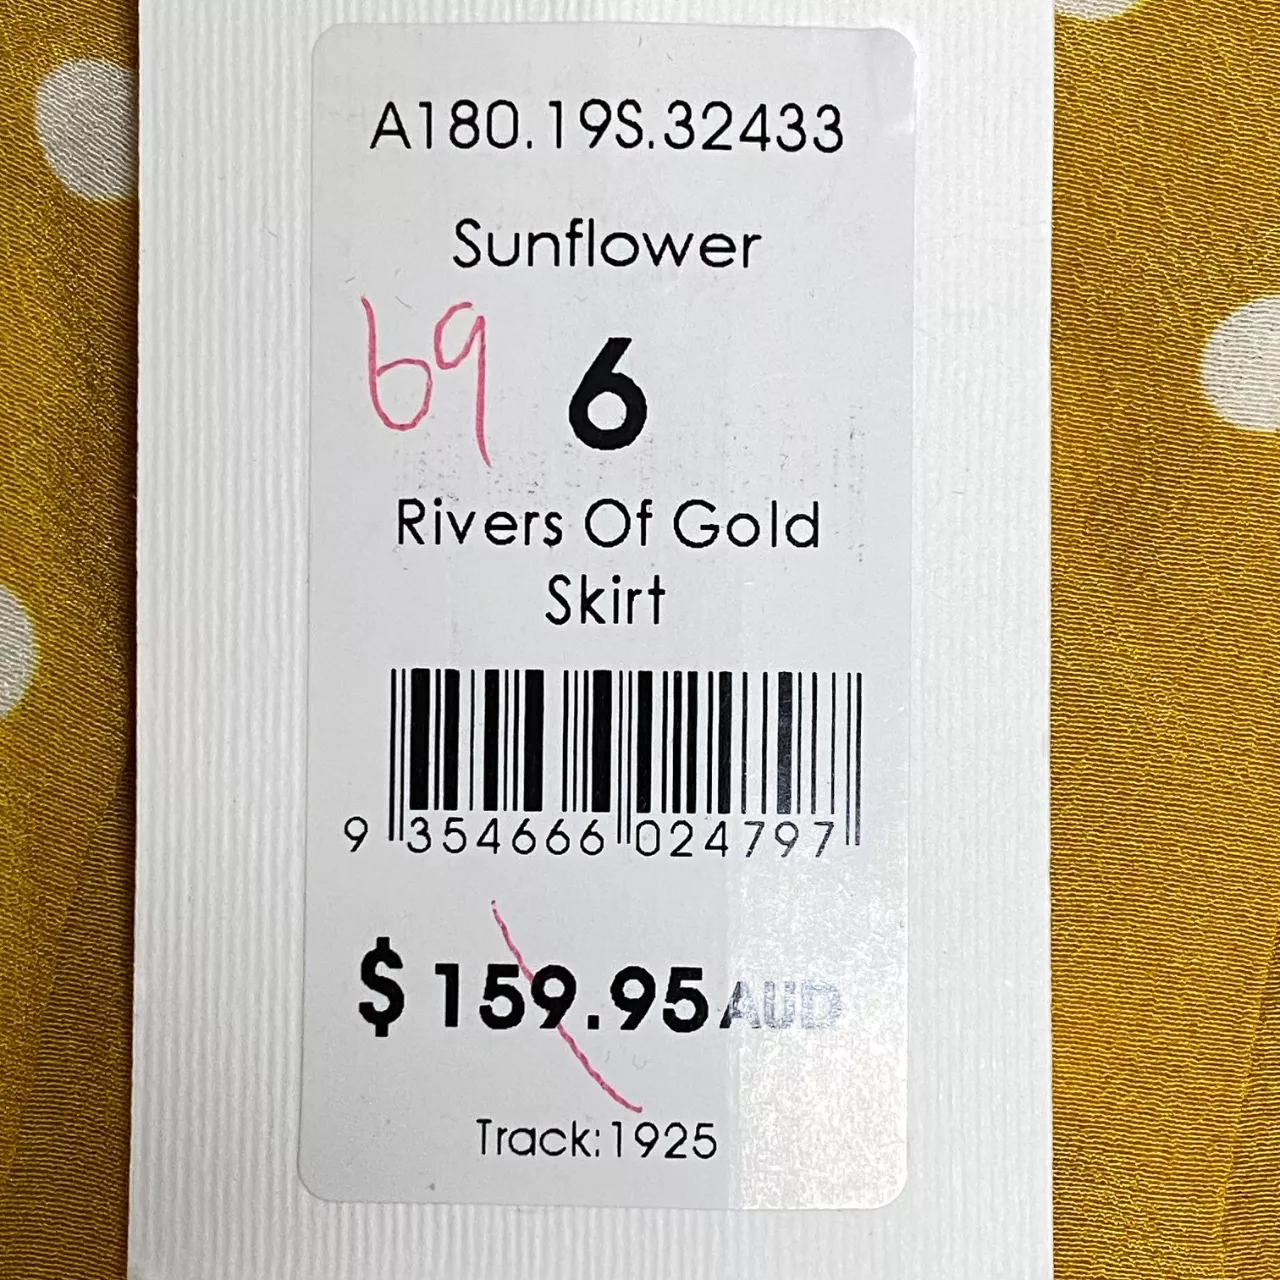 A180.19S.32433
Sunflower
69
6
Rivers Of Gold
Skirt
9 354666 024797
$159.95AUD
Track:1925